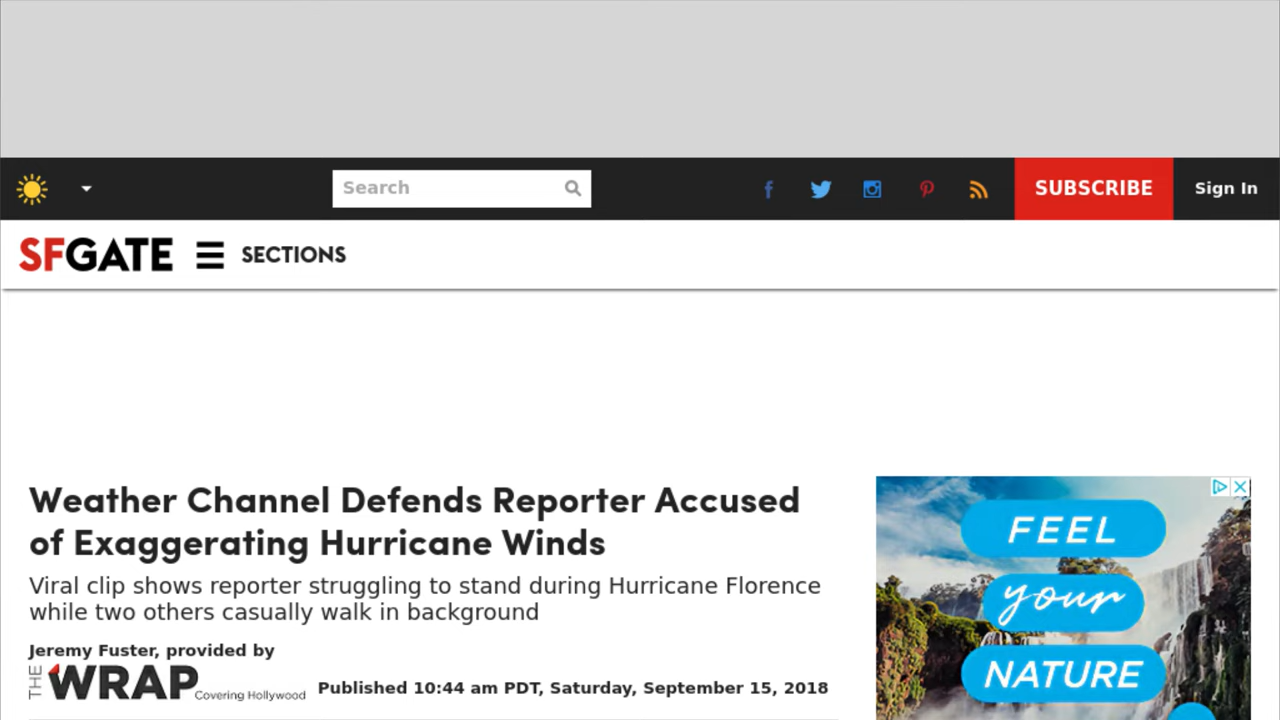 Search
SUBSCRIBE
Sign In
SFGATE
SECTIONS
Weather Channel Defends Reporter Accused
of Exaggerating Hurricane Winds
Viral clip shows reporter struggling to stand during Hurricane Florence
while two others casually walk in background
Jeremy Fuster, provided by
THE WRAP Covering Hollywood
Published 10:44 am PDT, Saturday, September 15, 2018
FEEL
your
NATURE